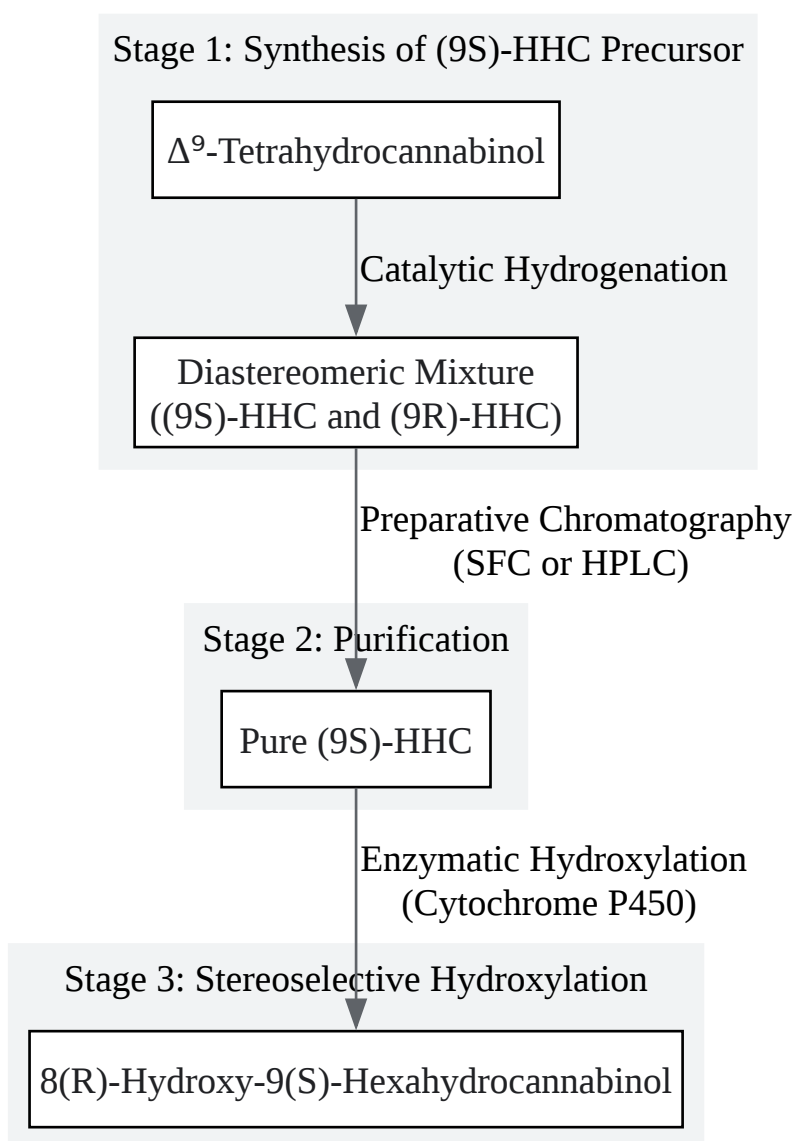 Stage 1: Synthesis of (9S)-HHC Precursor
Δ⁹-Tetrahydrocannabinol
Catalytic Hydrogenation
Diastereomeric Mixture
((9S)-HHC and (9R)-HHC)
Preparative Chromatography
(SFC or HPLC)
Stage 2: Purification
Pure (9S)-HHC
Enzymatic Hydroxylation
(Cytochrome P450)
Stage 3: Stereoselective Hydroxylation
8(R)-Hydroxy-9(S)-Hexahydrocannabinol